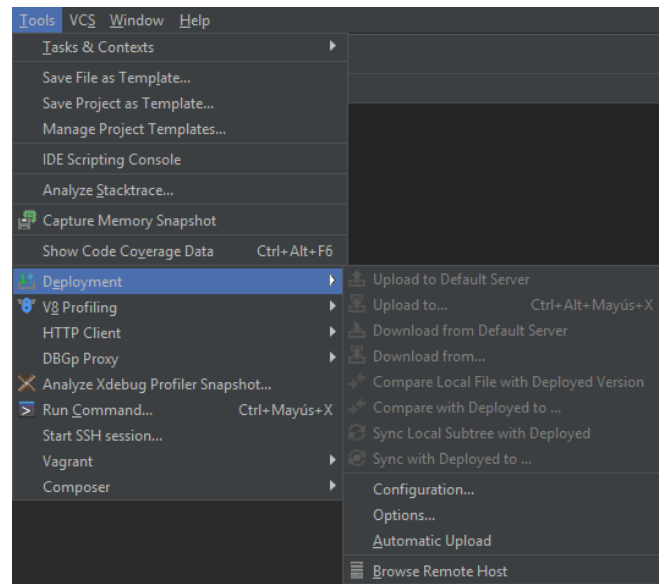 Tools VCS Window Help
Tasks & Contexts
Save File as Template...
Save Project as Template...
Manage Project Templates...
IDE Scripting Console
Analyze Stacktrace...
Capture Memory Snapshot
Show Code Coverage Data Ctrl+Alt+F6
Deployment
V8 Profiling
HTTP Client
DBGp Proxy
Analyze Xdebug Profiler Snapshot...
Run Command... Ctrl+Mayús+X
Start SSH session...
Vagrant
Composer
Upload to Default Server
Upload to... Ctrl+Alt+Mayús+X
Download from Default Server
Download from...
Compare Local File with Deployed Version
Compare with Deployed to ...
Sync Local Subtree with Deployed
Sync with Deployed to ...
Configuration...
Options...
Automatic Upload
Browse Remote Host